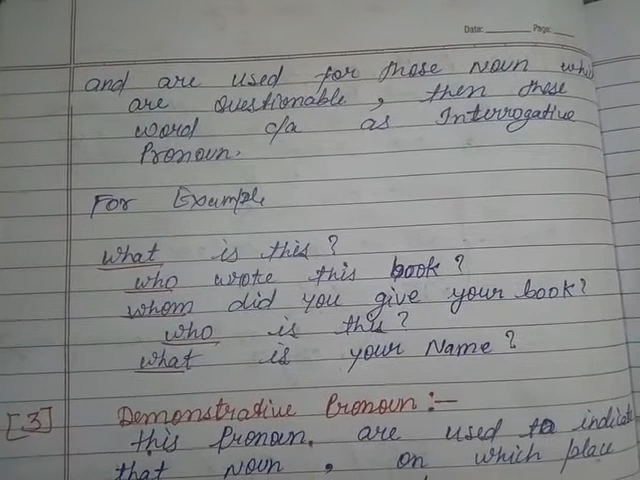 Date: Page:
and are used for those Noun whi
are Questionable, then these
word c/a as Interrogative
Pronoun.
For Example
what is this?
who wrote this book?
whom did you give your book?
who is this?
what is your Name?
[3] Demonstrative Pronoun :-
this Pronoun. are used to indicate
that Noun, on which place